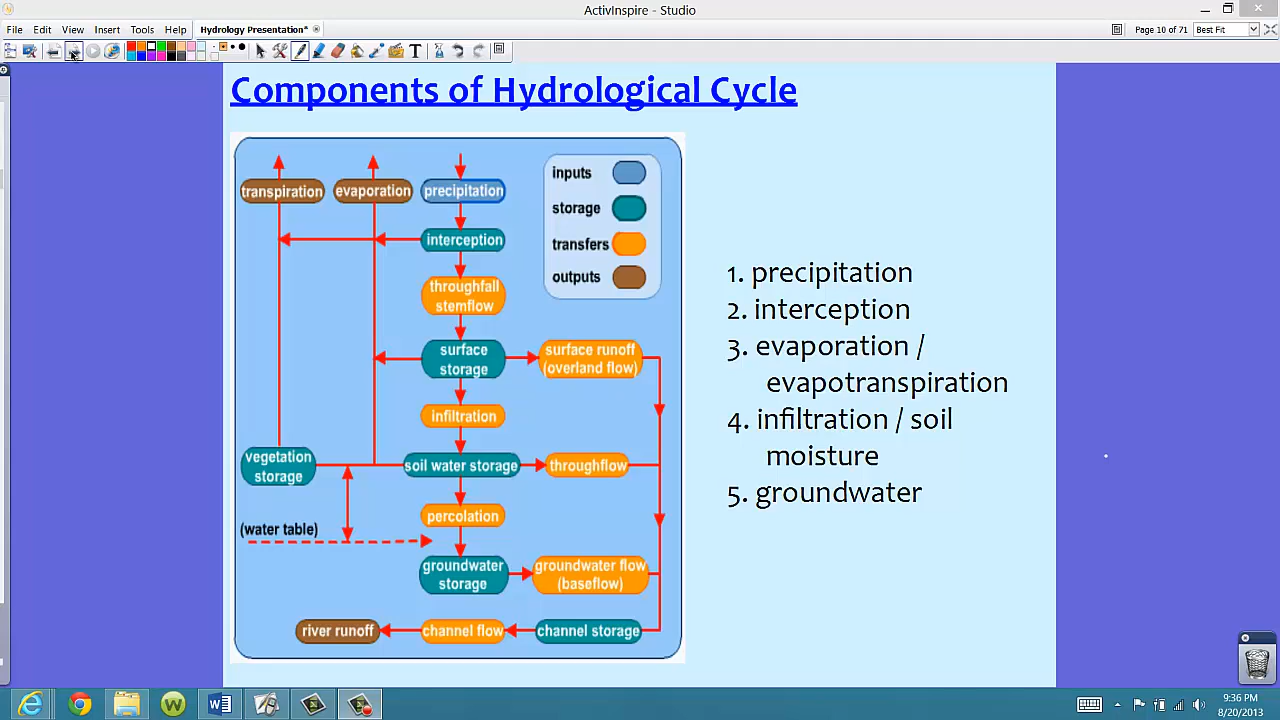 ActivInspire - Studio
File Edit View Insert Tools Help Hydrology Presentation* Page 10 of 71 Best Fit
Components of Hydrological Cycle
transpiration
evaporation
precipitation
inputs
storage
transfers
outputs
interception
throughfall
stemflow
surface
storage
surface runoff
(overland flow)
infiltration
vegetation
storage
soil water storage
throughflow
percolation
(water table)
groundwater
storage
groundwater flow
(baseflow)
river runoff
channel flow
channel storage
1. precipitation
2. interception
3. evaporation /
evapotranspiration
4. infiltration / soil
moisture
5. groundwater
9:36 PM
8/20/2013